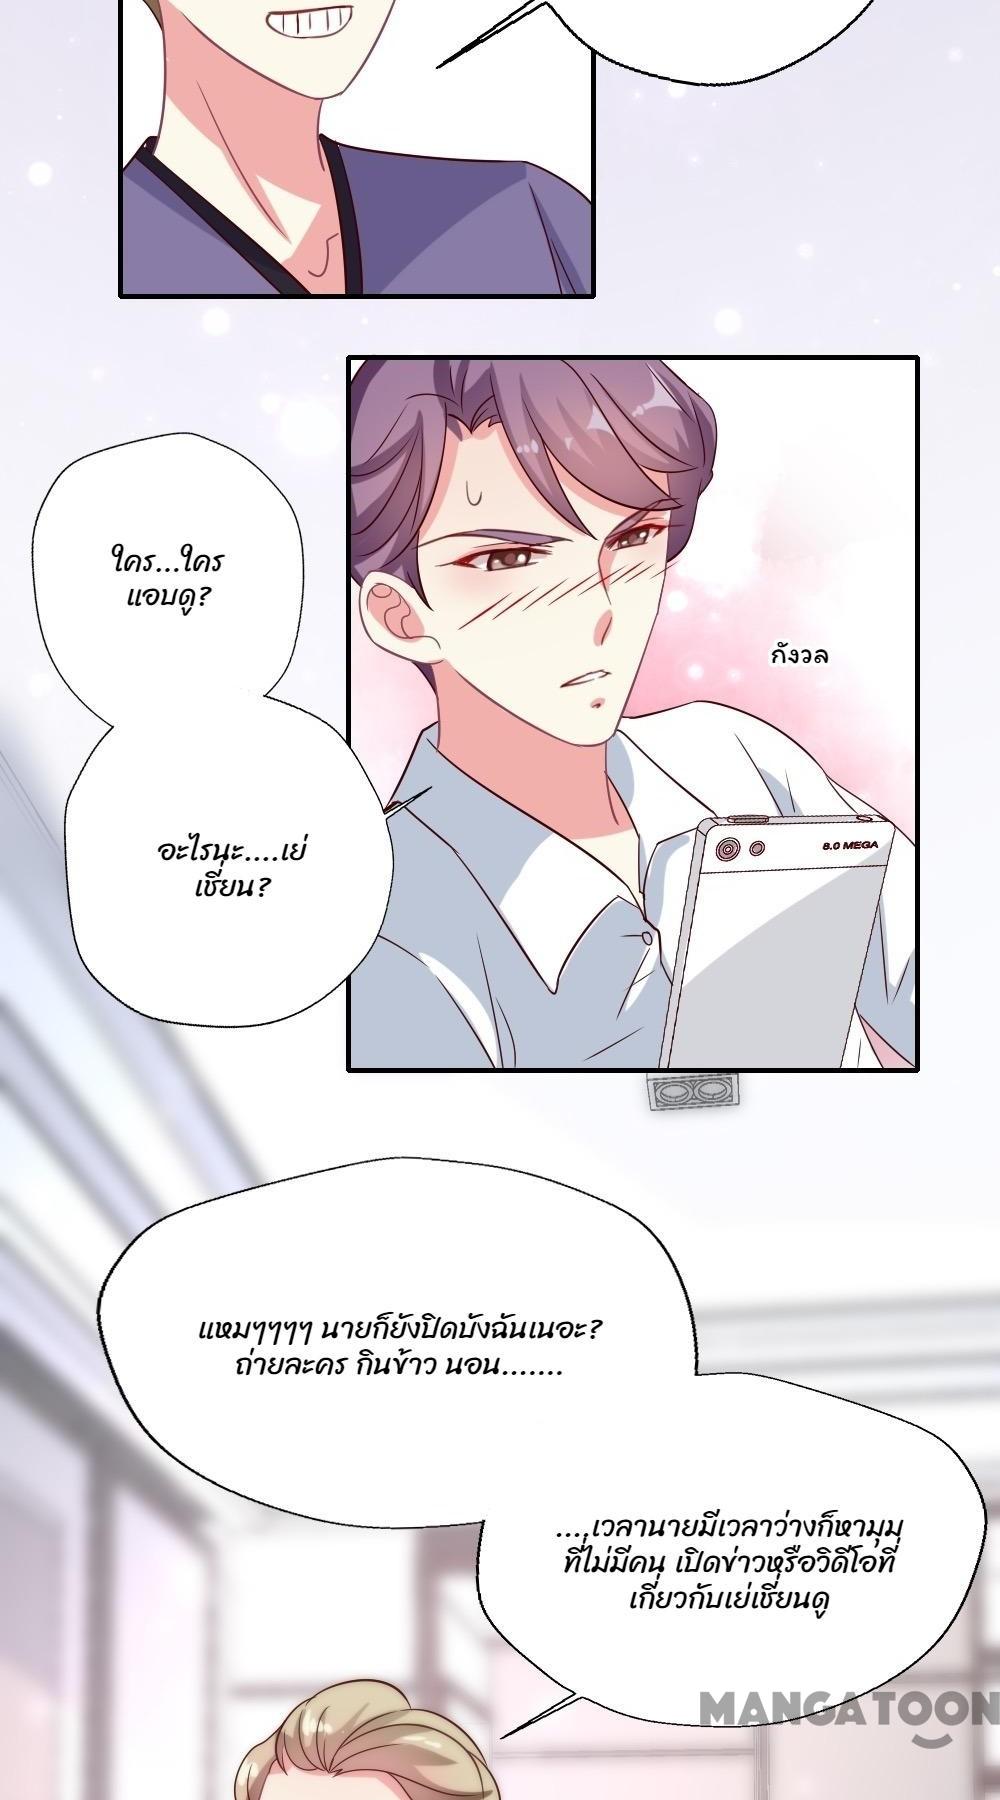 ใคร...ใคร
แอบดู?
กังวล
8.0 MEGA
อะไรนะ....เย่
เชี่ยน?
แหมๆๆๆๆ นายก็ยังปิดบังฉันเนอะ?
ถ่ายละคร กินข้าว นอน.......
....เวลานายมีเวลาว่างก็หามุม
ที่ไม่มีคน เปิดข่าวหรือวิดีโอที่
เกี่ยวกับเย่เชี่ยนดู
MANGATOON